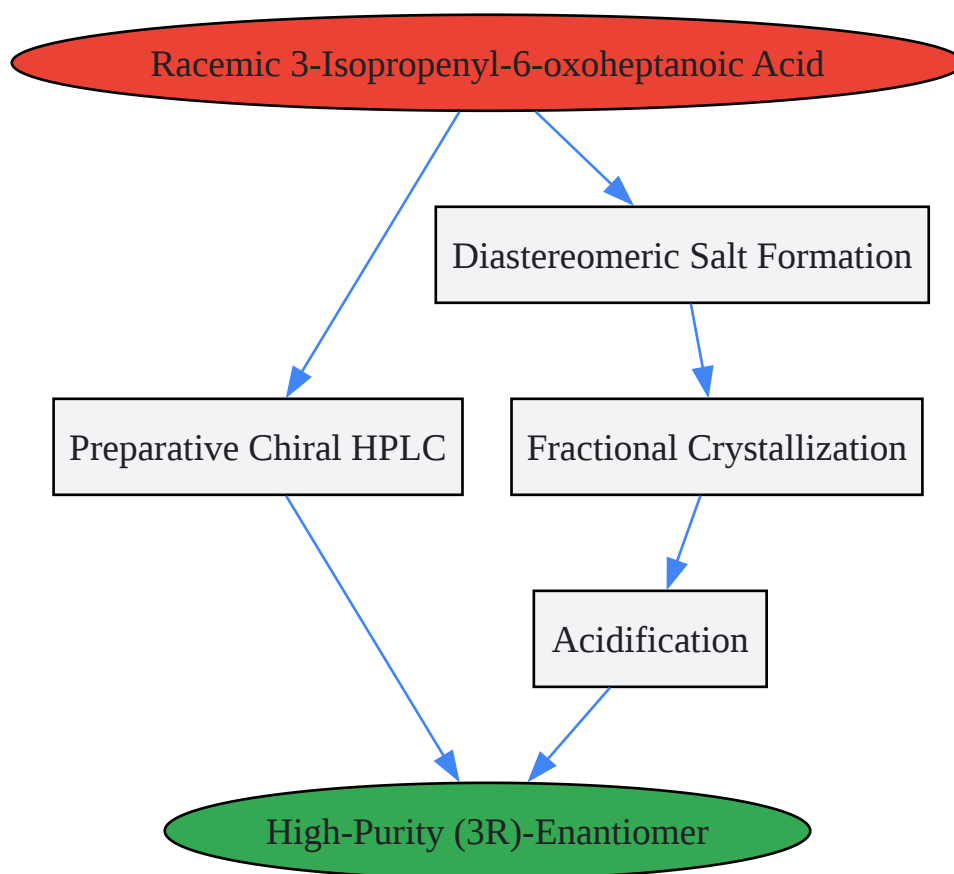 Racemic 3-Isopropenyl-6-oxoheptanoic Acid
Diastereomeric Salt Formation
Preparative Chiral HPLC
Fractional Crystallization
Acidification
High-Purity (3R)-Enantiomer